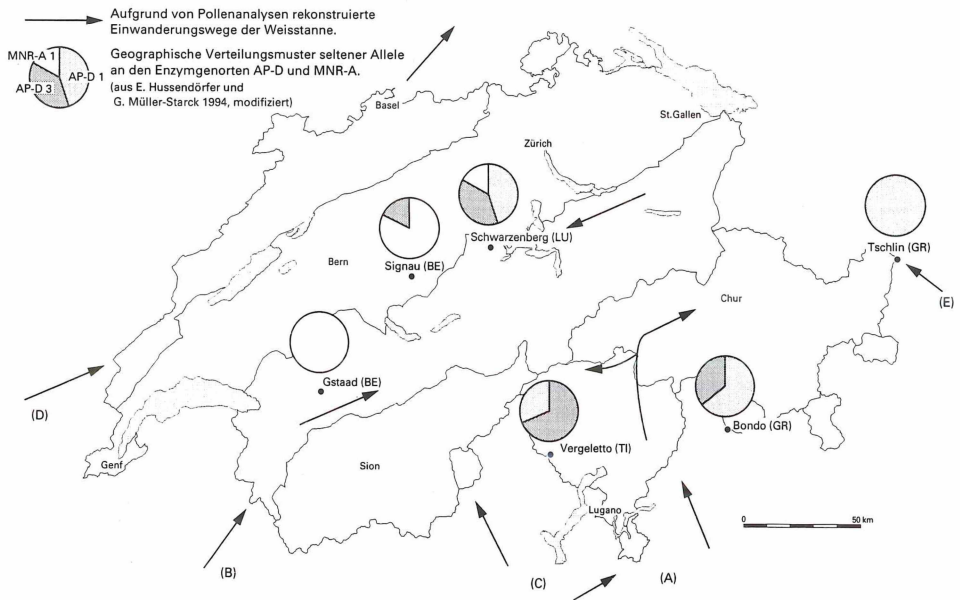 Aufgrund von Pollenanalysen rekonstruierte
Einwanderungswege der Weisstanne.
MNR-A 1
AP-D 1
AP-D 3
Geographische Verteilungsmuster seltener Allele
an den Enzymgenorten AP-D und MNR-A.
(aus E. Hussendörfer und
G. Müller-Starck 1994, modifiziert)
Basel
St.Gallen
Zürich
Schwarzenberg (LU)
Tschlin (GR)
Signau (BE)
Bern
(E)
Chur
Gstaad (BE)
(D)
Bondo (GR)
Vergeletto (TI)
Genf
Sion
Lugano
0 50 km
(B)
(C)
(A)